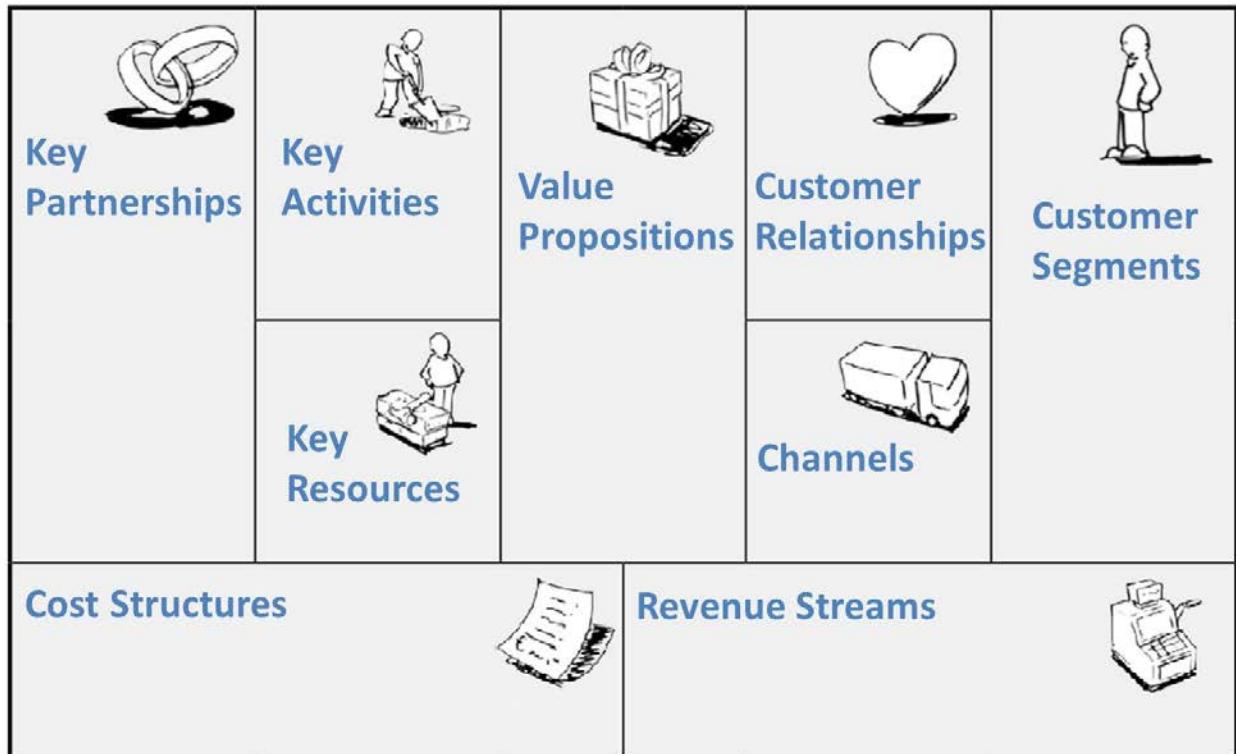 Key
Partnerships
Key
Activities
Key
Resources
Value
Propositions
Customer
Relationships
Channels
Customer
Segments
Cost Structures
Revenue Streams